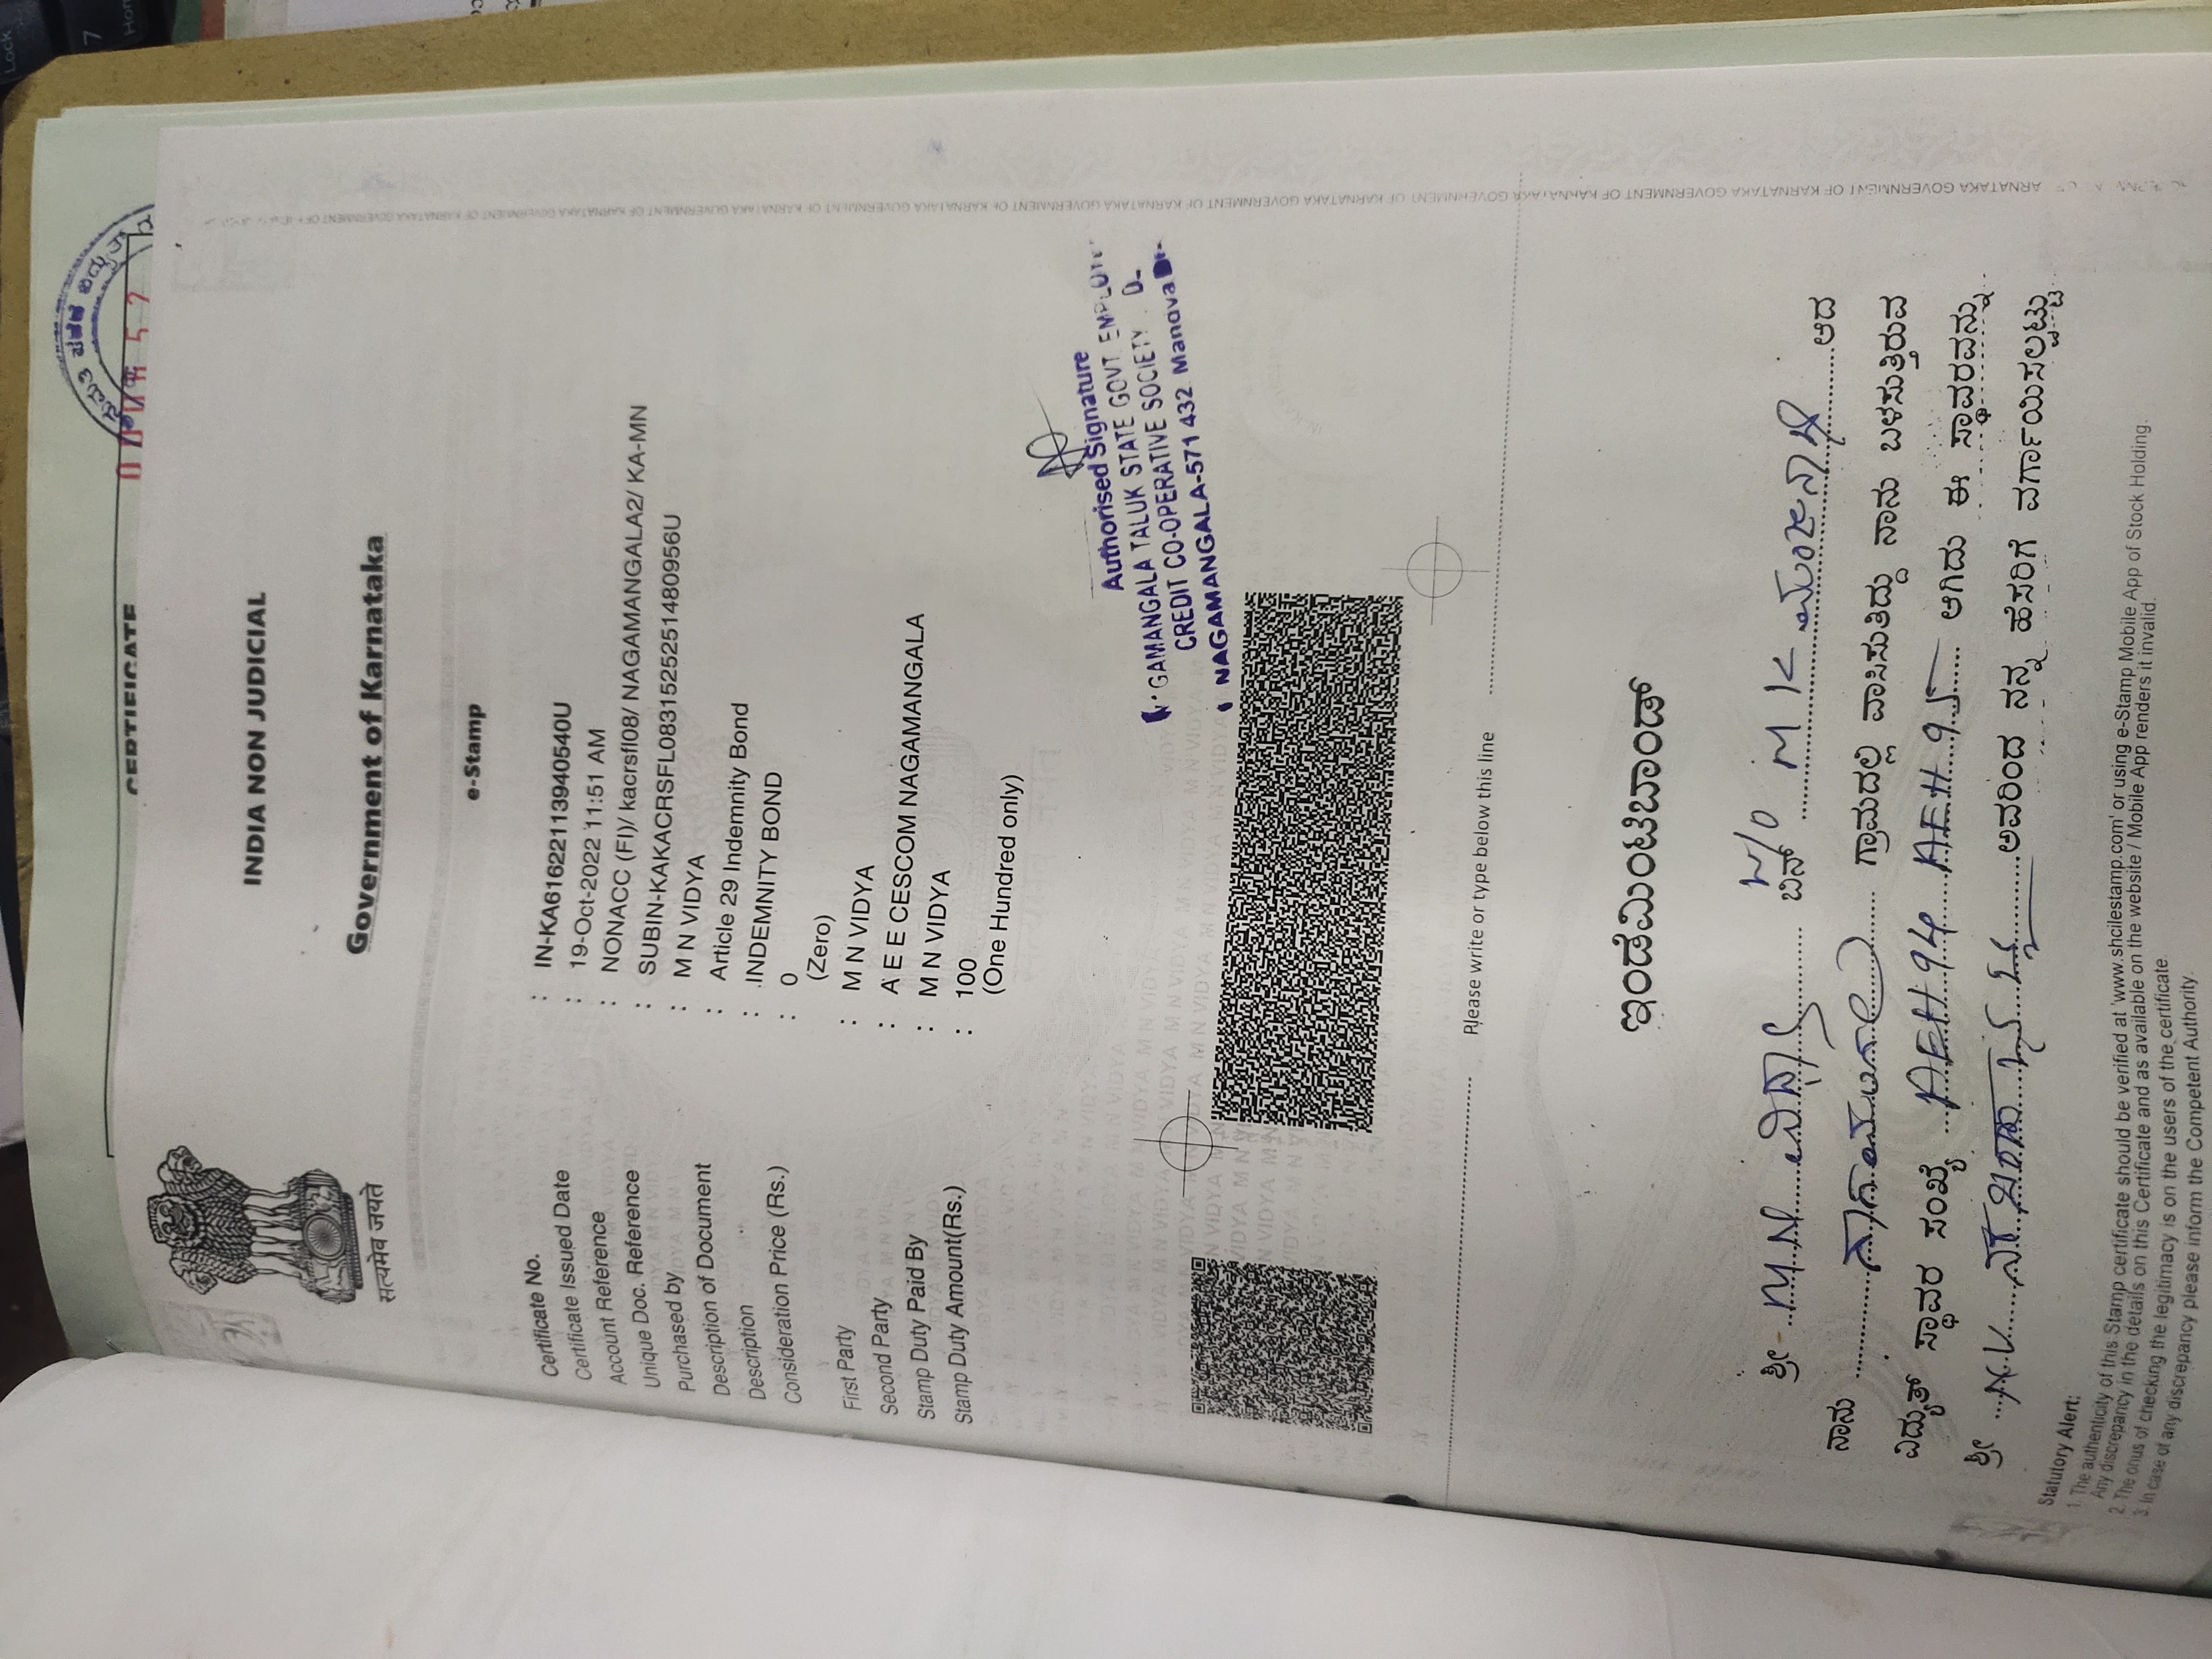 CERTIFICATE
INDIA NON JUDICIAL
Government of Karnataka
सत्यमेव जयते
e-Stamp
Certificate No. : IN-KA61622113940540U
Certificate Issued Date : 19-Oct-2022 11:51 AM
Account Reference : NONACC (FI)/ kacrsfl08/ NAGAMANGALA2/ KA-MN
Unique Doc. Reference : SUBIN-KAKACRSFL0831525251480956U
Purchased by : M N VIDYA
Description of Document : Article 29 Indemnity Bond
Description : INDEMNITY BOND
Consideration Price (Rs.) : 0
(Zero)
First Party : M N VIDYA
Second Party : A E E CESCOM NAGAMANGALA
Stamp Duty Paid By : M N VIDYA
Stamp Duty Amount(Rs.) : 100
(One Hundred only)
Authorised Signature
GAMANGALA TALUK STATE GOVT
CREDIT CO-OPERATIVE SOCIETY
NAGAMANGALA-571 432
Please write or type below this line
ಇಂಡೆಮಿಂಟಿಬಾಂಡ್
ಶ್ರೀ M N ವಿದ್ಯಾ ಬಿನ್ W/o M K ಮಂಜುನಾಥ ಆದ
ನಾನು ನಾಗಮಂಗಲ ಗ್ರಾಮದಲ್ಲಿ ವಾಸಿಸುತಿದ್ದು ನಾನು ಬಳಸುತ್ತಿರುವ
ವಿದ್ಯುತ್ ಸ್ಥಾವರ ಸಂಖ್ಯೆ AEH 94 AEH 95 ಆಗಿದು ಈ ಸ್ಥಾವರವನ್ನು
ಶ್ರೀ ಅವರಿಂದ ನನ್ನ ಹೆಸರಿಗೆ ವರ್ಗಾಯಿಸಲ್ಪಟ್ಟು
Statutory Alert:
1. The authenticity of this Stamp certificate should be verified at 'www.shcilestamp.com' or using e-Stamp Mobile App of Stock Holding.
Any discrepancy in the details on this Certificate and as available on the website / Mobile App renders it invalid.
2. The onus of checking the legitimacy is on the users of the certificate
3. In case of any discrepancy please inform the Competent Authority.